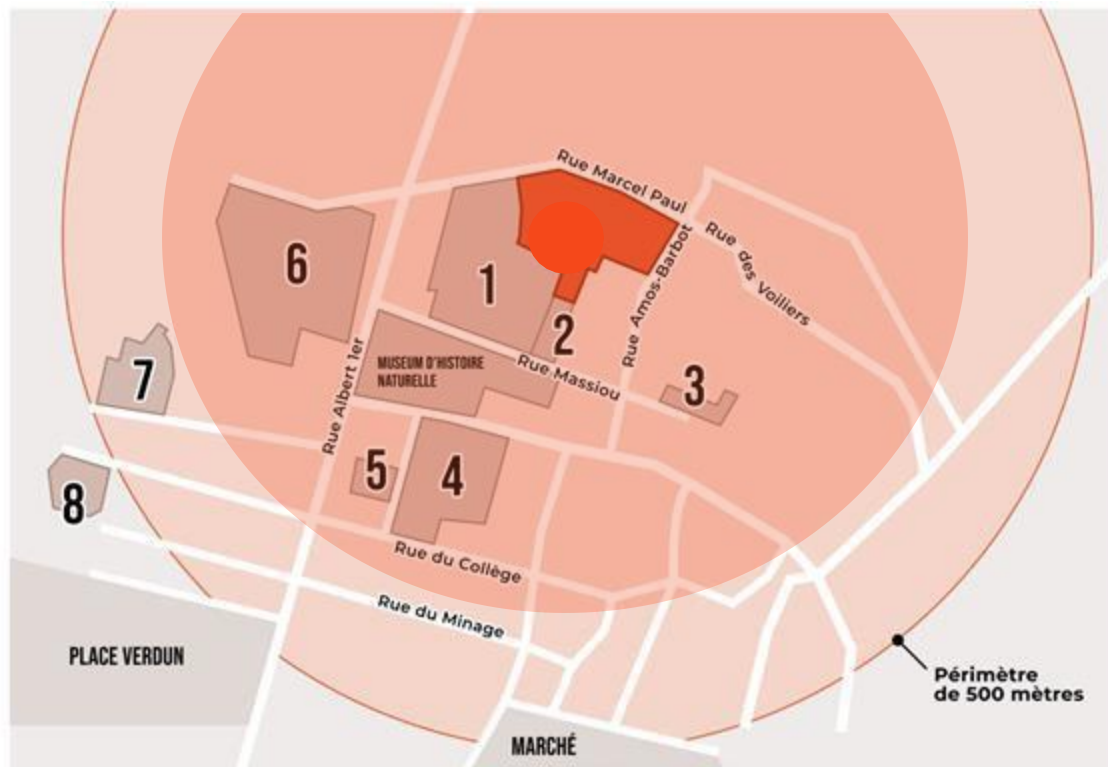 Rue Marcel Paul
Rue des Voiliers
Rue Amos-Barbot
6
1
2
Rue Massiou
3
7
MUSEUM D'HISTOIRE
NATURELLE
Rue Albert 1er
5
4
8
Rue du Collège
Rue du Minage
PLACE VERDUN
Périmètre
de 500 mètres
MARCHÉ